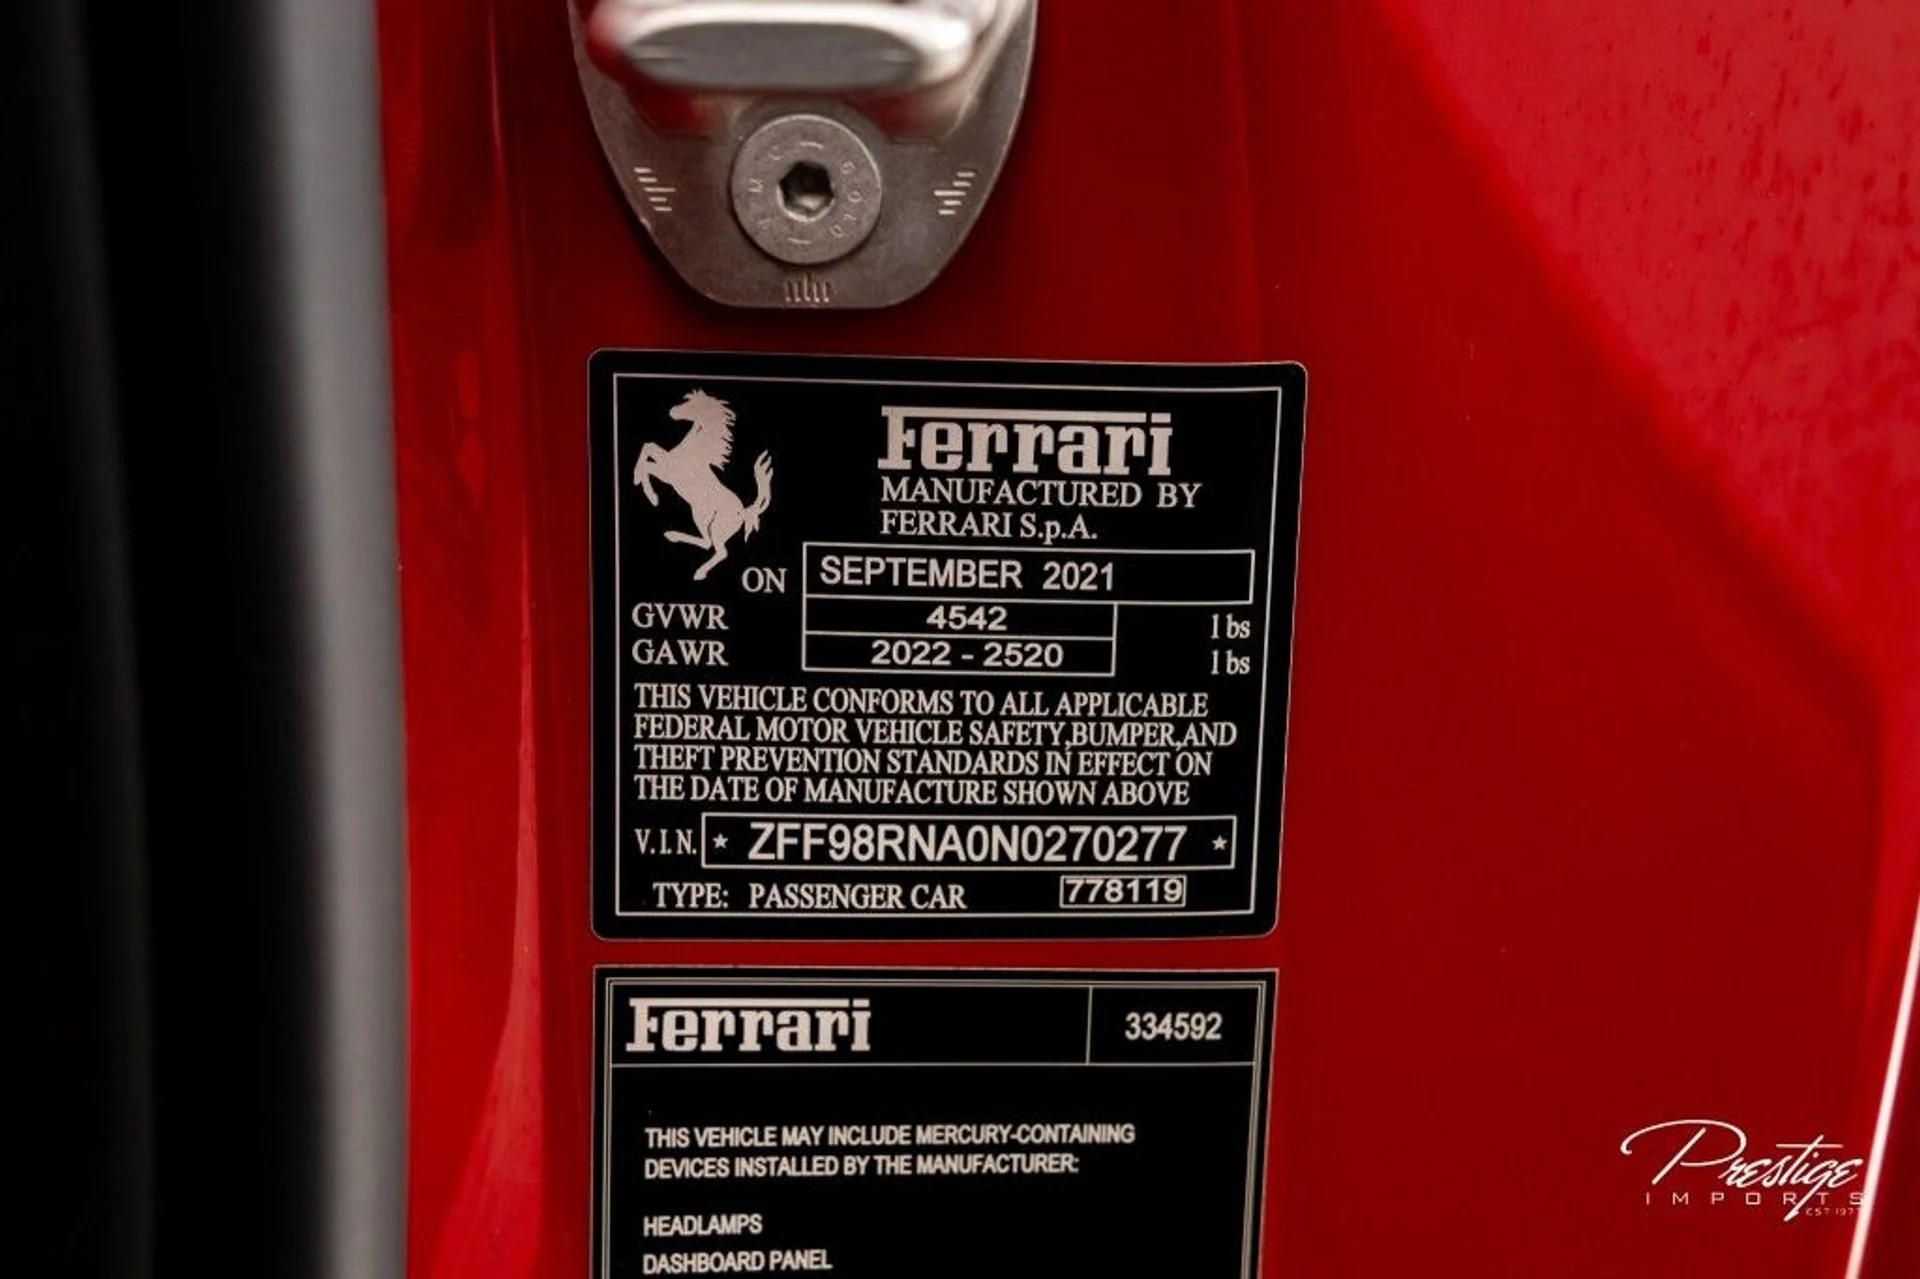 Ferrari
MANUFACTURED BY
FERRARI S.p.A.
ON SEPTEMBER 2021
GVWR 4542 lbs
GAWR 2022 - 2520 lbs
THIS VEHICLE CONFORMS TO ALL APPLICABLE
FEDERAL MOTOR VEHICLE SAFETY,BUMPER,AND
THEFT PREVENTION STANDARDS IN EFFECT ON
THE DATE OF MANUFACTURE SHOWN ABOVE
V.I.N. * ZFF98RNA0N0270277 *
TYPE: PASSENGER CAR 778119
Ferrari 334592
THIS VEHICLE MAY INCLUDE MERCURY-CONTAINING
DEVICES INSTALLED BY THE MANUFACTURER:
HEADLAMPS
DASHBOARD PANEL
Prestige
IMPORTS
EST 1977